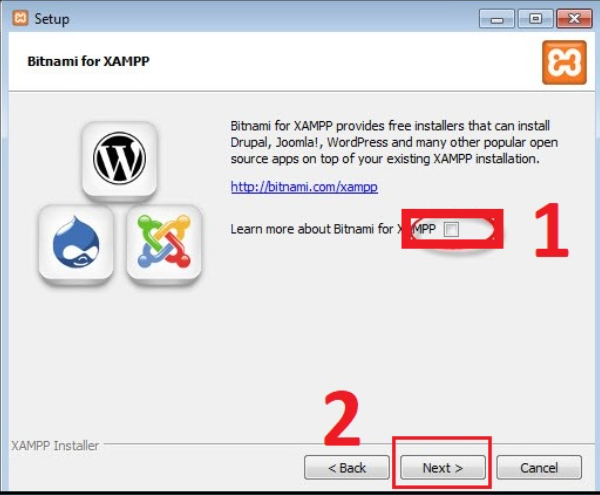 Setup
Bitnami for XAMPP
Bitnami for XAMPP provides free installers that can install
Drupal, Joomla!, WordPress and many other popular open
source apps on top of your existing XAMPP installation.
http://bitnami.com/xampp
Learn more about Bitnami for XAMPP
1
2
XAMPP Installer
< Back
Next >
Cancel